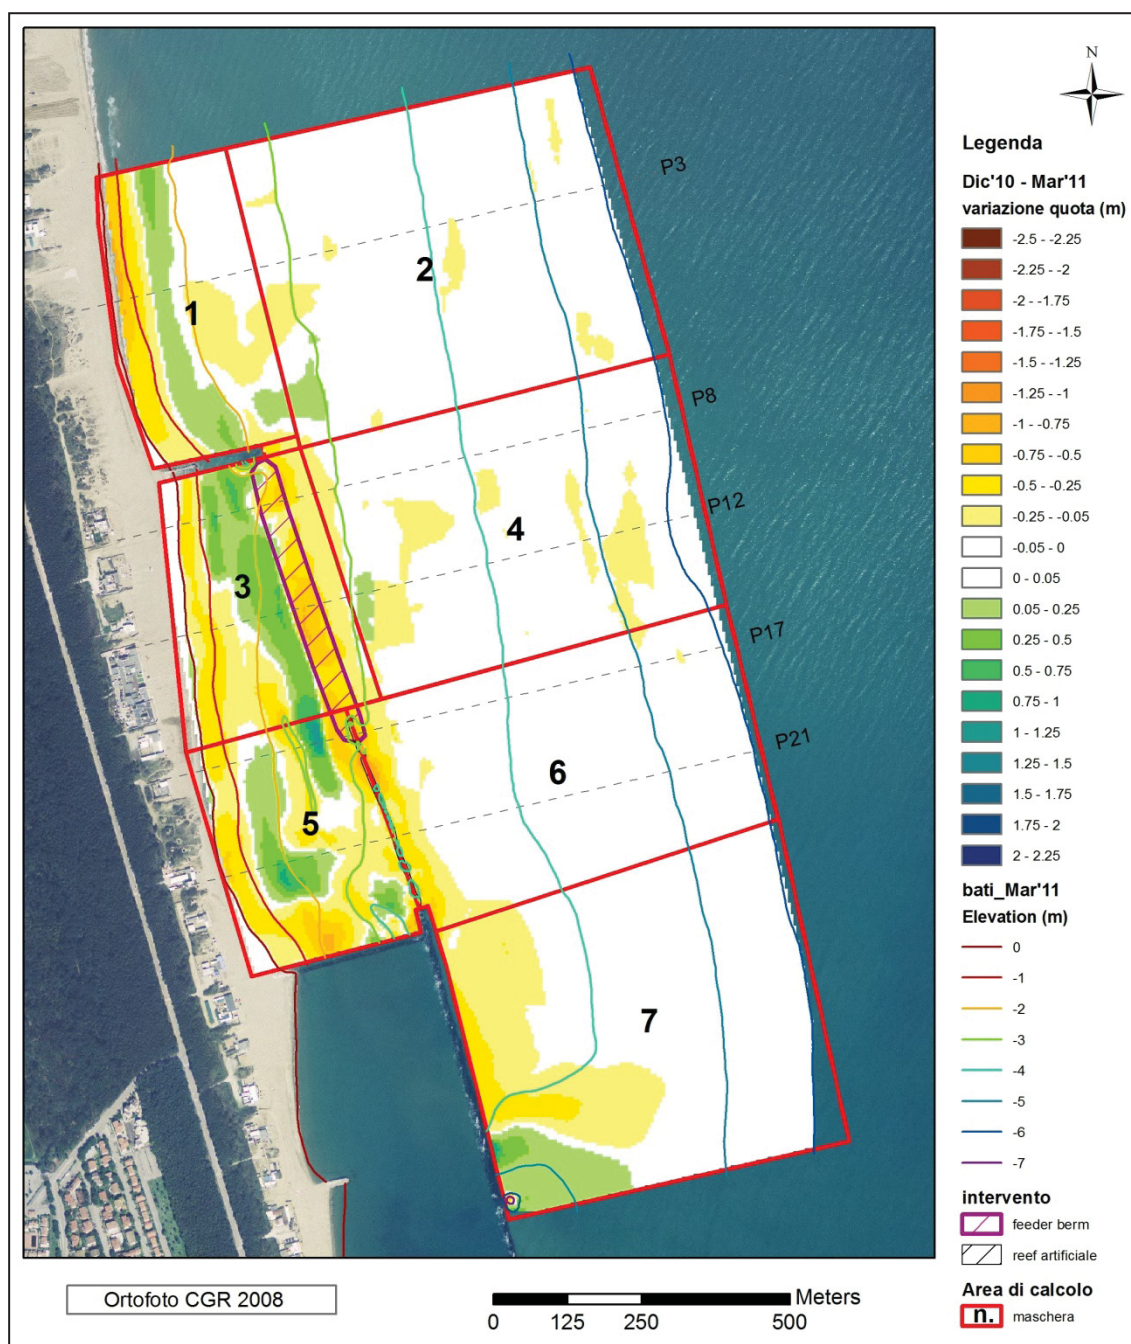 N
P3
P8
P12
P17
P21
1
2
3
4
5
6
7
Legenda
Dic'10 - Mar'11
variazione quota (m)
-2.5 - -2.25
-2.25 - -2
-2 - -1.75
-1.75 - -1.5
-1.5 - -1.25
-1.25 - -1
-1 - -0.75
-0.75 - -0.5
-0.5 - -0.25
-0.25 - -0.05
-0.05 - 0
0 - 0.05
0.05 - 0.25
0.25 - 0.5
0.5 - 0.75
0.75 - 1
1 - 1.25
1.25 - 1.5
1.5 - 1.75
1.75 - 2
2 - 2.25
bati_Mar'11
Elevation (m)
0
-1
-2
-3
-4
-5
-6
-7
intervento
feeder berm
reef artificiale
Area di calcolo
n. maschera
Ortofoto CGR 2008
Meters
0 125 250 500